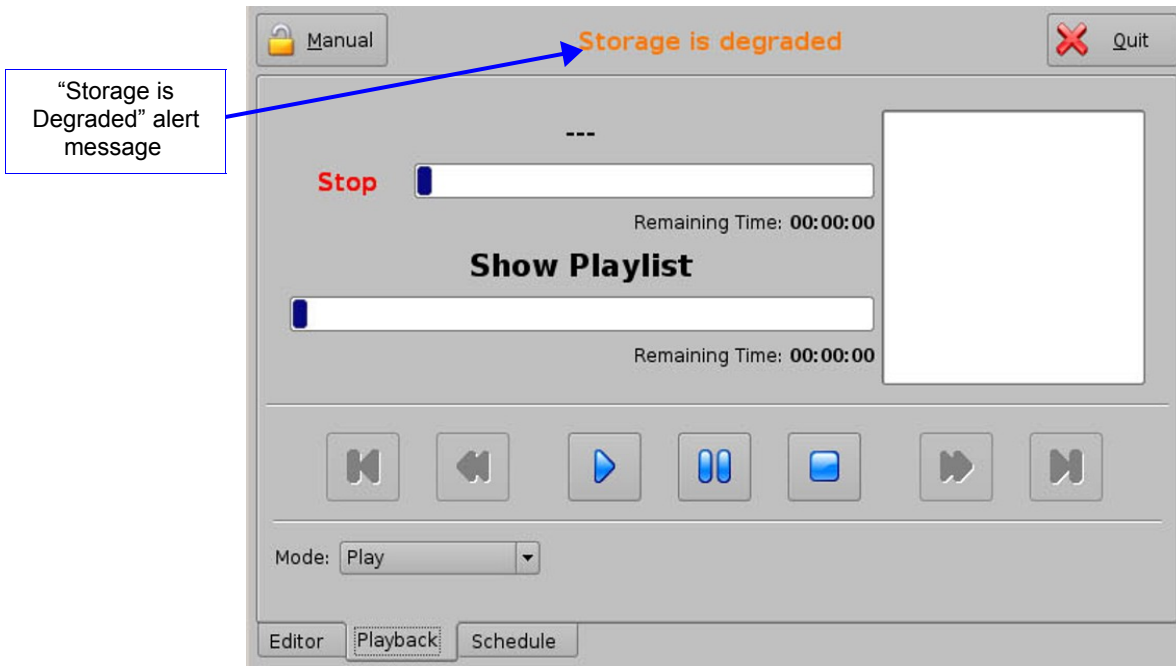 Manual
Storage is degraded
Quit
“Storage is
Degraded” alert
message
---
Stop
Remaining Time: 00:00:00
Show Playlist
Remaining Time: 00:00:00
Mode: Play
Editor
Playback
Schedule